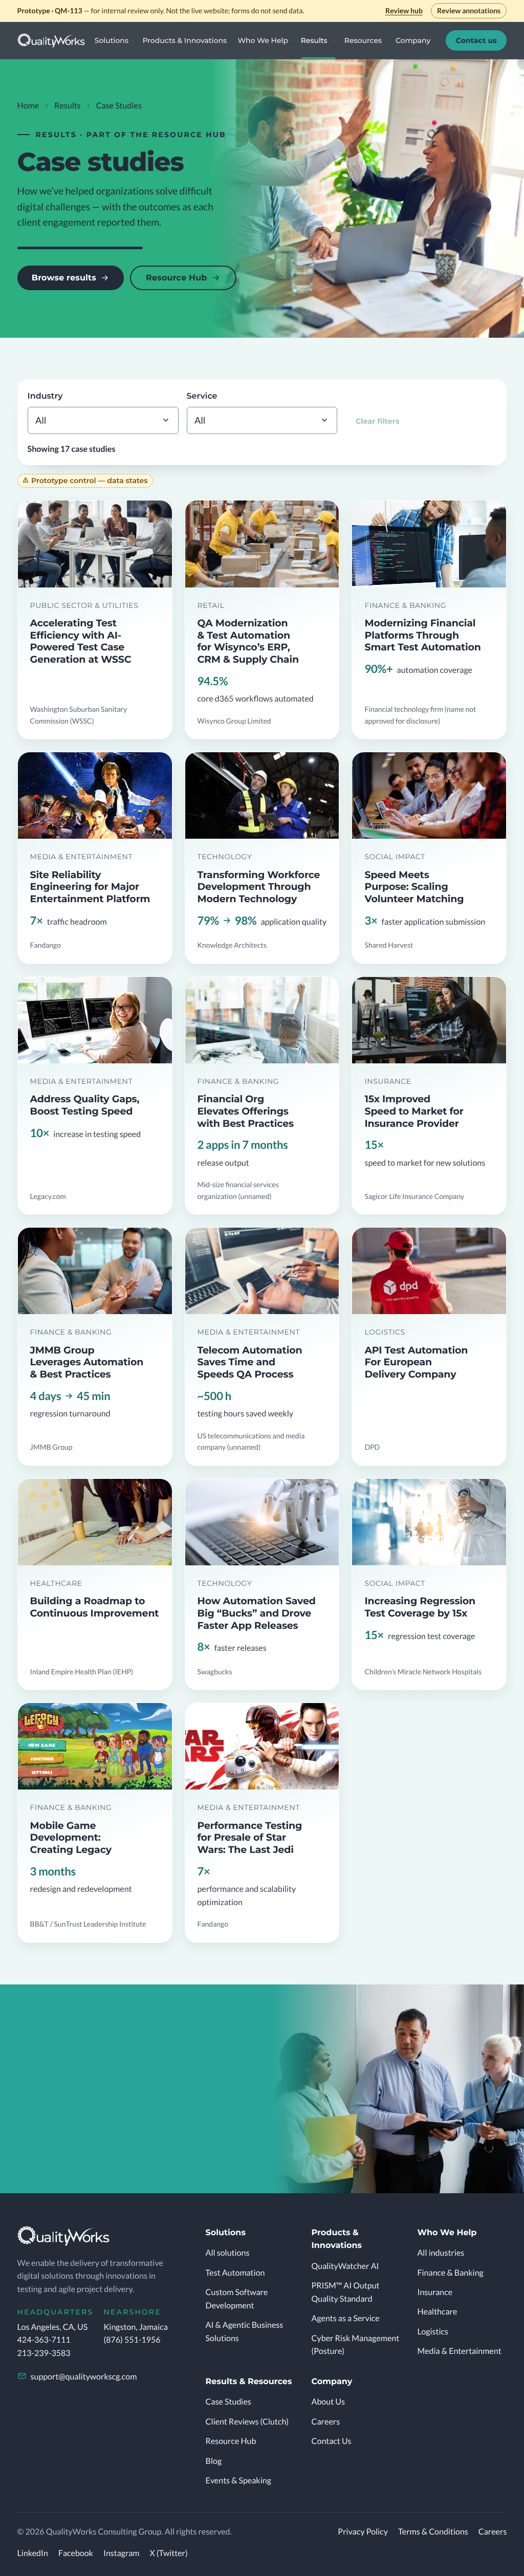 Prototype · QM-113 — for internal review only. Not the live website; forms do not send data.
Review hub
Review annotations
QualityWorks
Solutions
Products & Innovations
Who We Help
Results
Resources
Company
Contact us
Home
Results
Case Studies
RESULTS · PART OF THE RESOURCE HUB
Case studies
How we've helped organizations solve difficult
digital challenges — with the outcomes as each
client engagement reported them.
Browse results →
Resource Hub →
Industry
All
Service
All
Clear filters
Showing 17 case studies
⚠ Prototype control — data states
PUBLIC SECTOR & UTILITIES
Accelerating Test
Efficiency with AI-
Powered Test Case
Generation at WSSC
Washington Suburban Sanitary
Commission (WSSC)
RETAIL
QA Modernization
& Test Automation
for Wisynco's ERP,
CRM & Supply Chain
94.5%
core d365 workflows automated
Wisynco Group Limited
FINANCE & BANKING
Modernizing Financial
Platforms Through
Smart Test Automation
90%+ automation coverage
Financial technology firm (name not
approved for disclosure)
MEDIA & ENTERTAINMENT
Site Reliability
Engineering for Major
Entertainment Platform
7× traffic headroom
Fandango
TECHNOLOGY
Transforming Workforce
Development Through
Modern Technology
79% → 98% application quality
Knowledge Architects
SOCIAL IMPACT
Speed Meets
Purpose: Scaling
Volunteer Matching
3× faster application submission
Shared Harvest
MEDIA & ENTERTAINMENT
Address Quality Gaps,
Boost Testing Speed
10× increase in testing speed
Legacy.com
FINANCE & BANKING
Financial Org
Elevates Offerings
with Best Practices
2 apps in 7 months
release output
Mid-size financial services
organization (unnamed)
INSURANCE
15x Improved
Speed to Market for
Insurance Provider
15×
speed to market for new solutions
Sagicor Life Insurance Company
FINANCE & BANKING
JMMB Group
Leverages Automation
& Best Practices
4 days → 45 min
regression turnaround
JMMB Group
MEDIA & ENTERTAINMENT
Telecom Automation
Saves Time and
Speeds QA Process
~500 h
testing hours saved weekly
US telecommunications and media
company (unnamed)
dpd
LOGISTICS
API Test Automation
For European
Delivery Company
DPD
HEALTHCARE
Building a Roadmap to
Continuous Improvement
Inland Empire Health Plan (IEHP)
TECHNOLOGY
How Automation Saved
Big “Bucks” and Drove
Faster App Releases
8× faster releases
Swagbucks
SOCIAL IMPACT
Increasing Regression
Test Coverage by 15x
15× regression test coverage
Children's Miracle Network Hospitals
LEGACY
NEW GAME
CONTINUE
SETTINGS
FINANCE & BANKING
Mobile Game
Development:
Creating Legacy
3 months
redesign and redevelopment
BB&T / SunTrust Leadership Institute
STAR
WARS
MEDIA & ENTERTAINMENT
Performance Testing
for Presale of Star
Wars: The Last Jedi
7×
performance and scalability
optimization
Fandango
QualityWorks
We enable the delivery of transformative
digital solutions through innovations in
testing and agile project delivery.
HEADQUARTERS
Los Angeles, CA, US
424-363-7111
213-239-3583
NEARSHORE
Kingston, Jamaica
(876) 551-1956
support@qualityworkscg.com
Solutions
All solutions
Test Automation
Custom Software
Development
AI & Agentic Business
Solutions
Products &
Innovations
QualityWatcher AI
PRISM™ AI Output
Quality Standard
Agents as a Service
Cyber Risk Management
(Posture)
Who We Help
All industries
Finance & Banking
Insurance
Healthcare
Logistics
Media & Entertainment
Results & Resources
Case Studies
Client Reviews (Clutch)
Resource Hub
Blog
Events & Speaking
Company
About Us
Careers
Contact Us
© 2026 QualityWorks Consulting Group. All rights reserved.
Privacy Policy
Terms & Conditions
Careers
LinkedIn
Facebook
Instagram
X (Twitter)